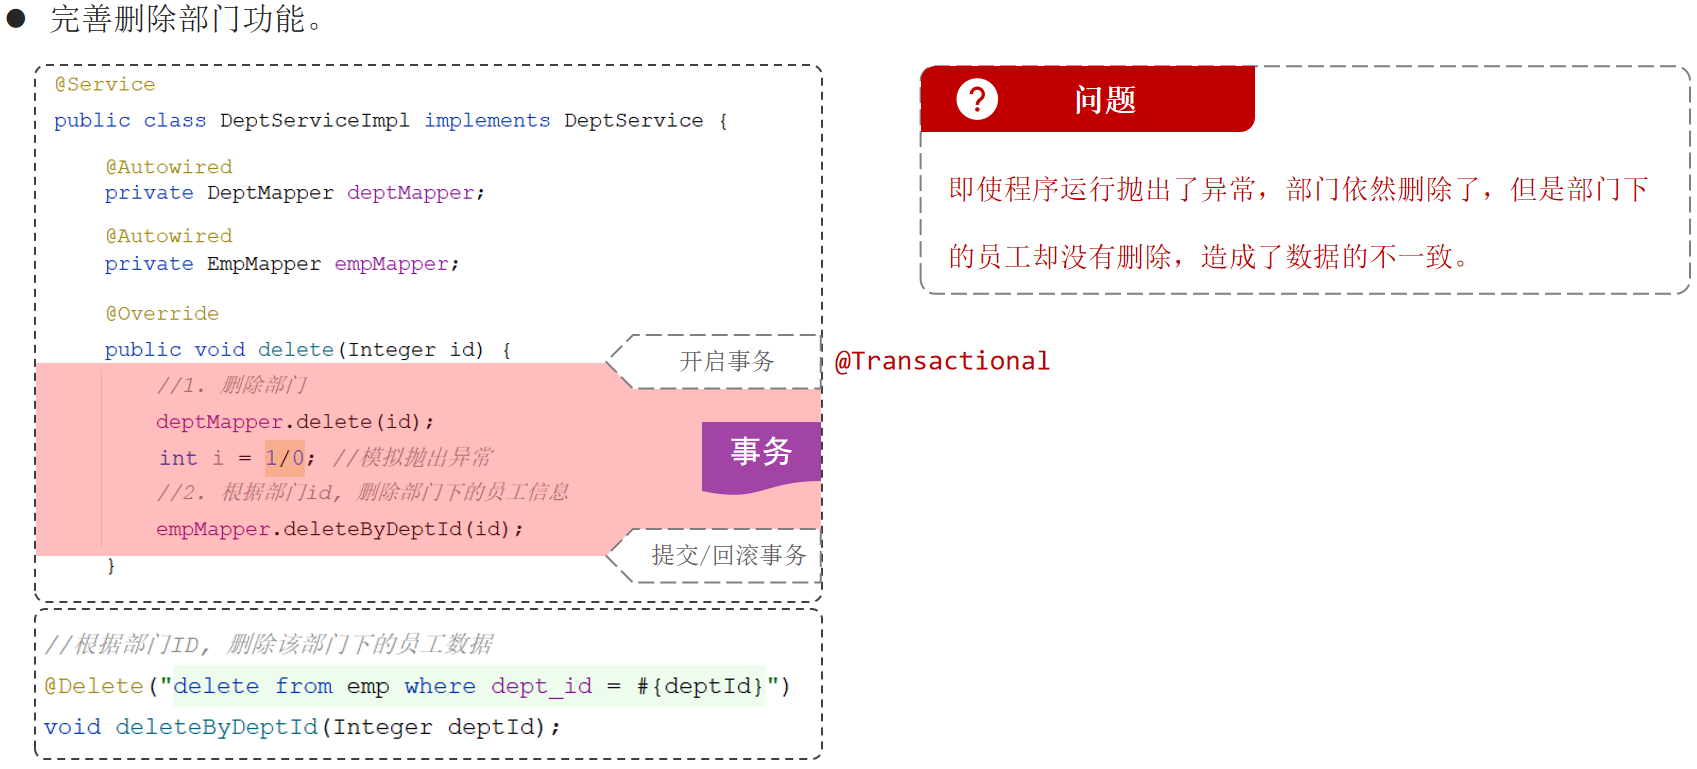 ● 完善删除部门功能。
@Service
public class DeptServiceImpl implements DeptService {
@Autowired
private DeptMapper deptMapper;
@Autowired
private EmpMapper empMapper;
@Override
public void delete(Integer id) {
//1. 删除部门
deptMapper.delete(id);
int i = 1/0; //模拟抛出异常
//2. 根据部门id, 删除部门下的员工信息
empMapper.deleteByDeptId(id);
}
开启事务
事务
提交/回滚事务
@Transactional
? 问题
即使程序运行抛出了异常，部门依然删除了，但是部门下
的员工却没有删除，造成了数据的不一致。
//根据部门ID, 删除该部门下的员工数据
@Delete("delete from emp where dept_id = #{deptId}")
void deleteByDeptId(Integer deptId);